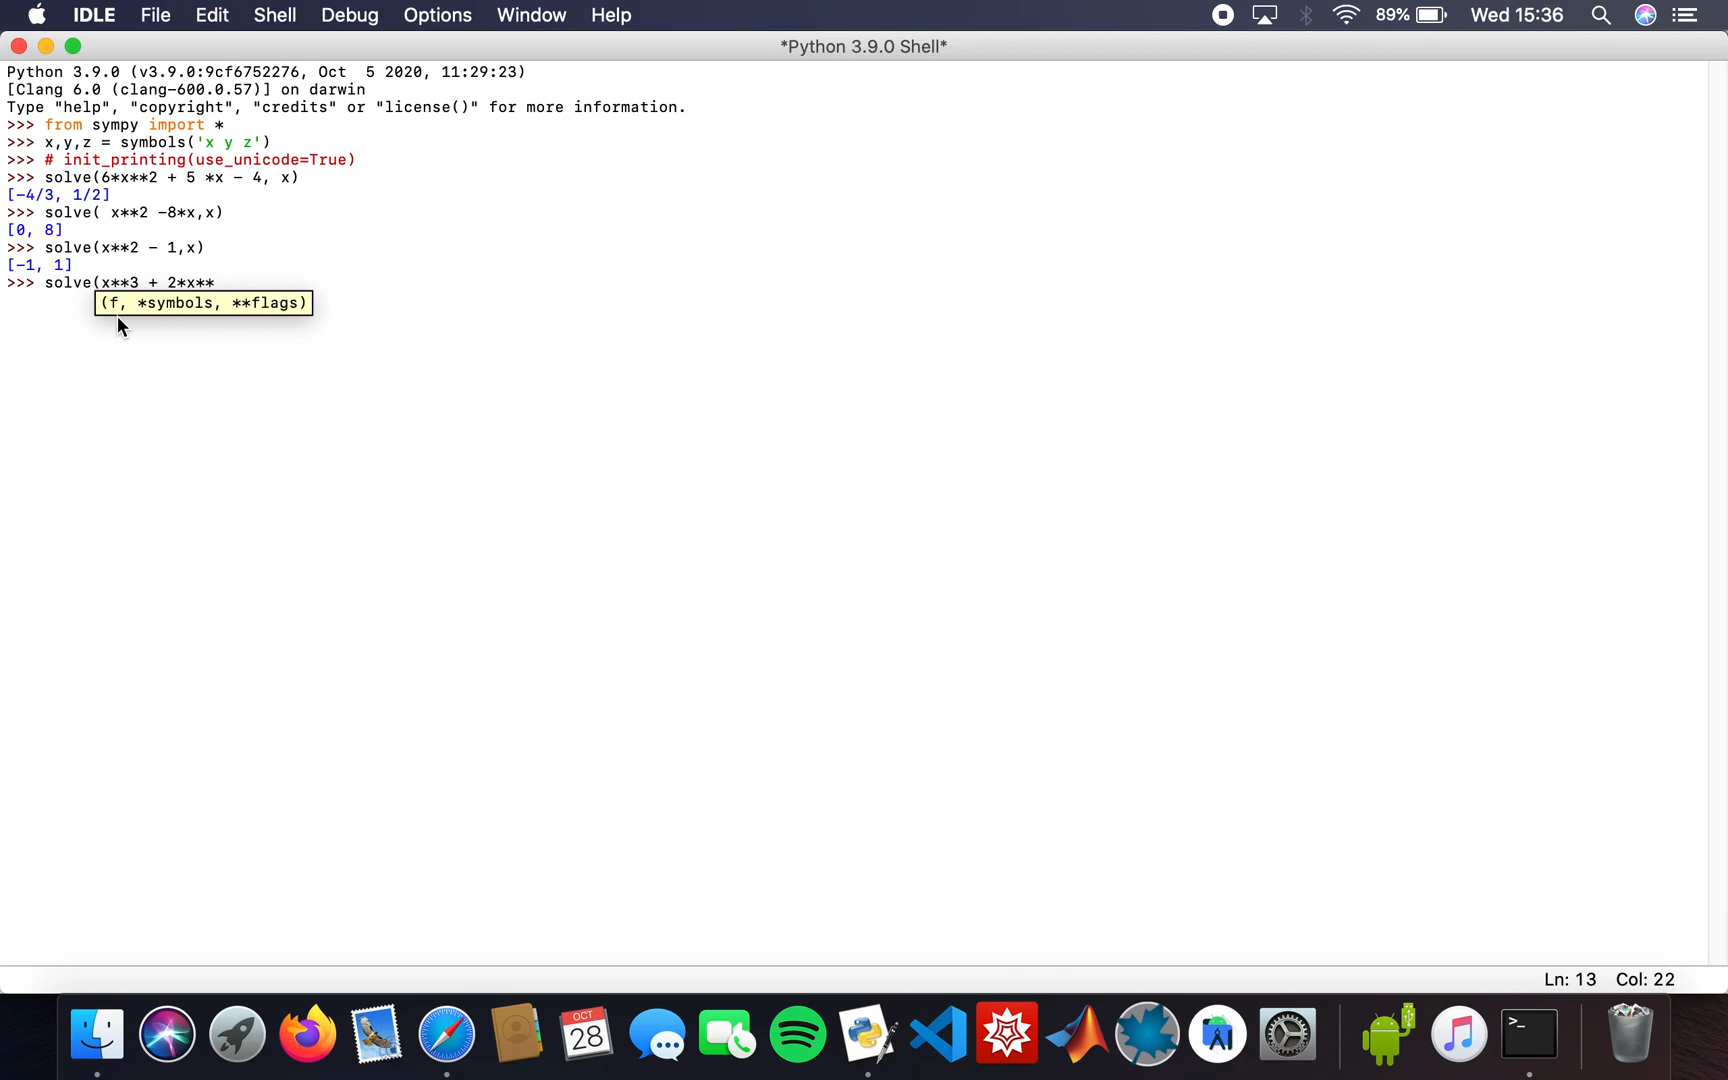 IDLE File Edit Shell Debug Options Window Help 89% Wed 15:36
*Python 3.9.0 Shell*
Python 3.9.0 (v3.9.0:9cf6752276, Oct  5 2020, 11:29:23)
[Clang 6.0 (clang-600.0.57)] on darwin
Type "help", "copyright", "credits" or "license()" for more information.
>>> from sympy import *
>>> x,y,z = symbols('x y z')
>>> # init_printing(use_unicode=True)
>>> solve(6*x**2 + 5 *x - 4, x)
[-4/3, 1/2]
>>> solve( x**2 -8*x,x)
[0, 8]
>>> solve(x**2 - 1,x)
[-1, 1]
>>> solve(x**3 + 2*x**
(f, *symbols, **flags)
Ln: 13 Col: 22
OCT
28
>_